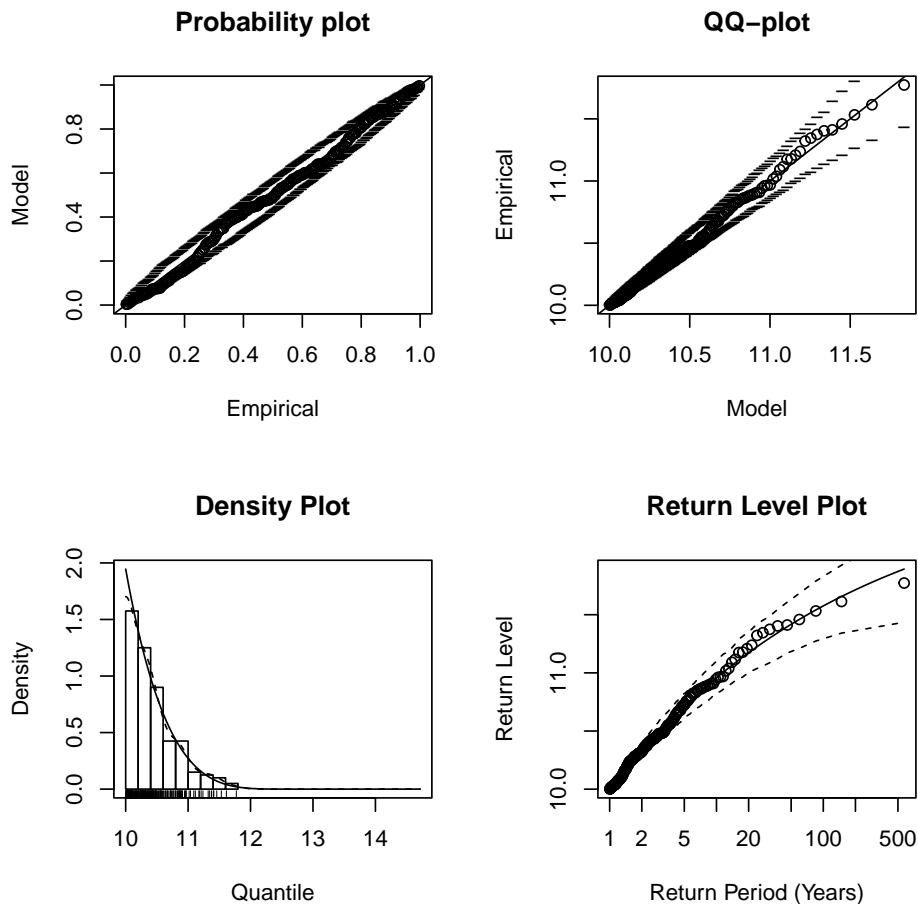 Probability plot
Model
0.0 0.4 0.8
0.0 0.2 0.4 0.6 0.8 1.0
Empirical
QQ−plot
Empirical
10.0 11.0
10.0 10.5 11.0 11.5
Model
Density Plot
Density
0.0 0.5 1.0 1.5 2.0
10 11 12 13 14
Quantile
Return Level Plot
Return Level
10.0 11.0
1 2 5 20 100 500
Return Period (Years)